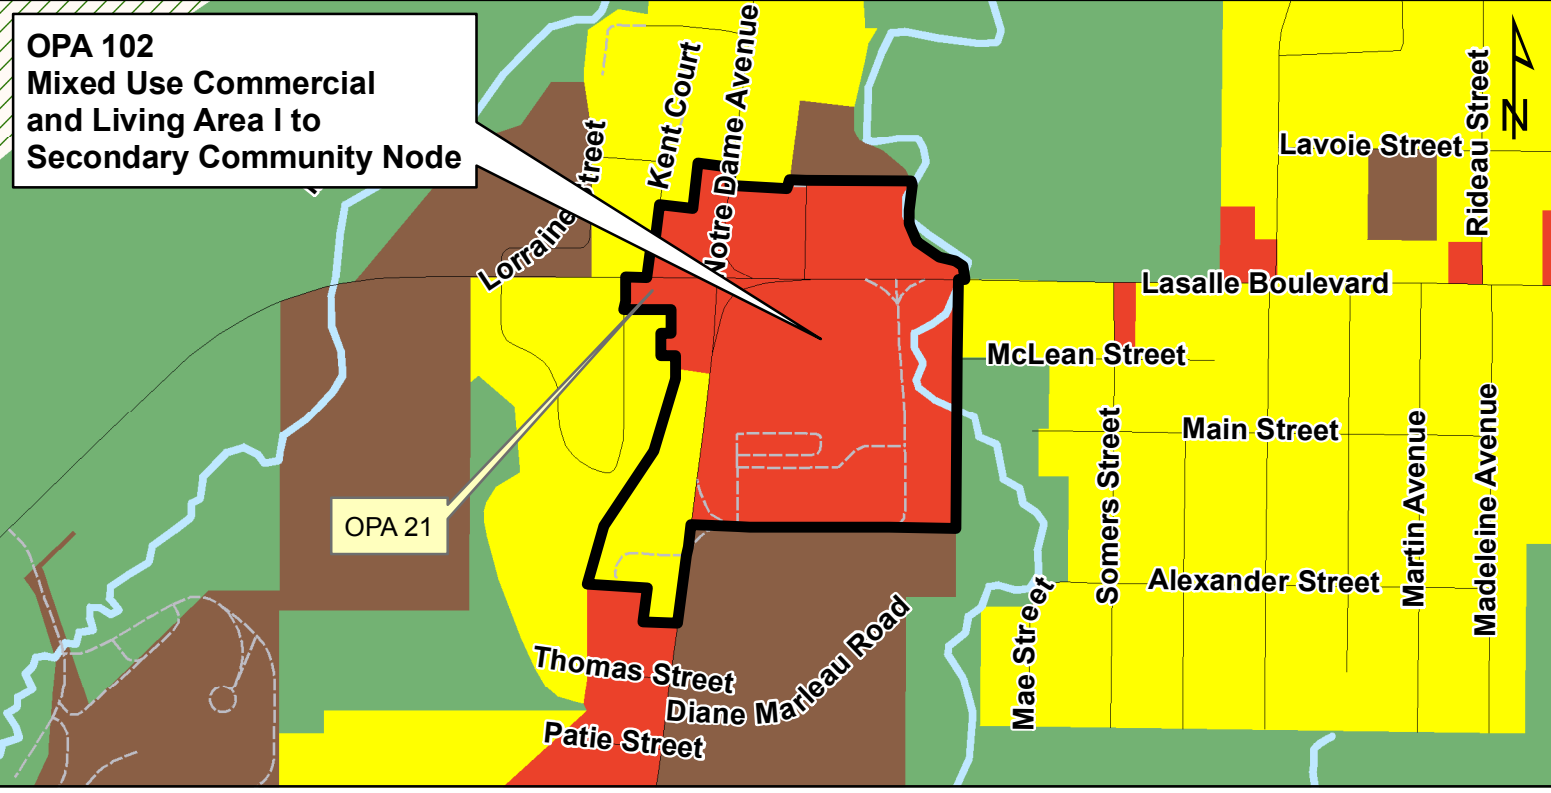 OPA 102
Mixed Use Commercial
and Living Area I to
Secondary Community Node
Kent Court
Notre Dame Avenue
Lorraine Street
Lavoie Street
Rideau Street
N
Lasalle Boulevard
McLean Street
Main Street
Somers Street
Martin Avenue
Madeleine Avenue
OPA 21
Alexander Street
Mae Street
Thomas Street
Diane Marleau Road
Patie Street